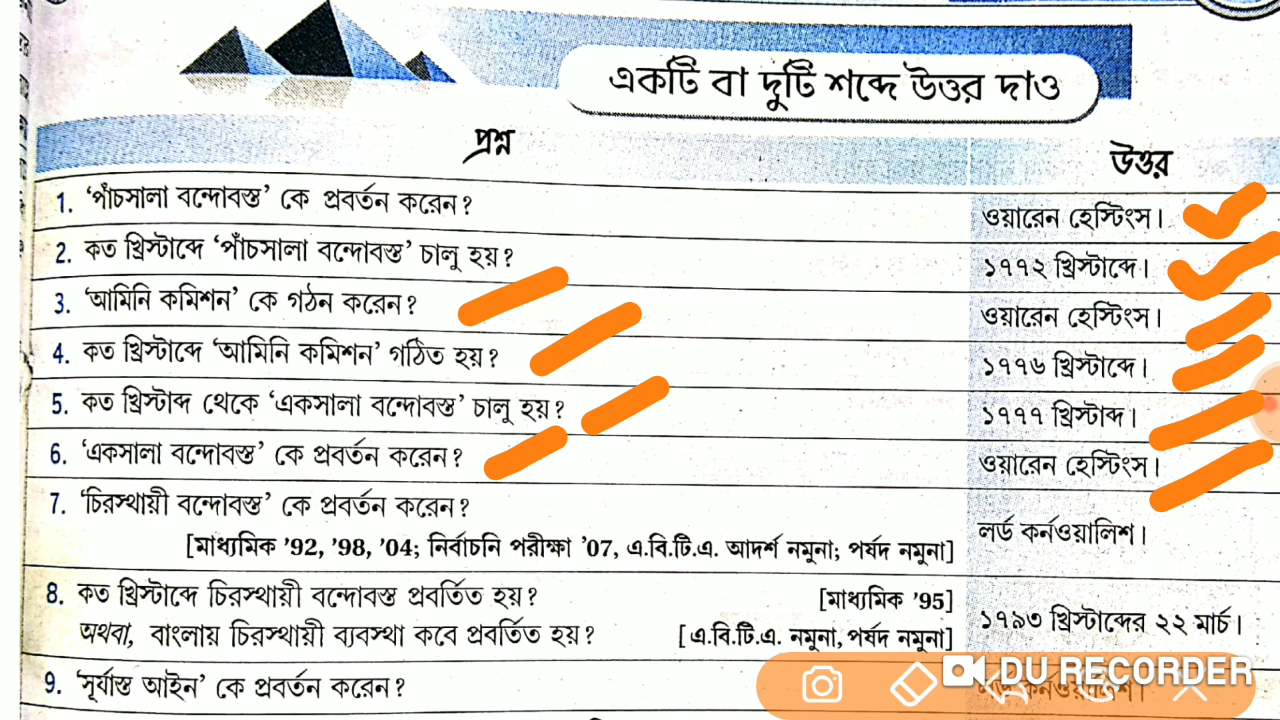 একটি বা দুটি শব্দে উত্তর দাও
প্রশ্ন
উত্তর
1. ‘পাঁচসালা বন্দোবস্ত’ কে প্রবর্তন করেন?
ওয়ারেন হেস্টিংস।
2. কত খ্রিস্টাব্দে ‘পাঁচসালা বন্দোবস্ত’ চালু হয়?
১৭৭২ খ্রিস্টাব্দে।
3. ‘আমিনি কমিশন’ কে গঠন করেন?
ওয়ারেন হেস্টিংস।
4. কত খ্রিস্টাব্দে ‘আমিনি কমিশন’ গঠিত হয়?
১৭৭৬ খ্রিস্টাব্দে।
5. কত খ্রিস্টাব্দ থেকে ‘একসালা বন্দোবস্ত’ চালু হয়?
১৭৭৭ খ্রিস্টাব্দ।
6. ‘একসালা বন্দোবস্ত’ কে প্রবর্তন করেন?
ওয়ারেন হেস্টিংস।
7. ‘চিরস্থায়ী বন্দোবস্ত’ কে প্রবর্তন করেন?
[মাধ্যমিক ’92, ’98, ’04; নির্বাচনি পরীক্ষা ’07, এ.বি.টি.এ. আদর্শ নমুনা; পর্ষদ নমুনা]
লর্ড কর্নওয়ালিশ।
8. কত খ্রিস্টাব্দে চিরস্থায়ী বন্দোবস্ত প্রবর্তিত হয়? [মাধ্যমিক ’95]
অথবা, বাংলায় চিরস্থায়ী ব্যবস্থা কবে প্রবর্তিত হয়? [এ.বি.টি.এ. নমুনা, পর্ষদ নমুনা]
১৭৯৩ খ্রিস্টাব্দের ২২ মার্চ।
9. ‘সূর্যাস্ত আইন’ কে প্রবর্তন করেন?
লর্ড কর্নওয়ালিশ।
DU RECORDER